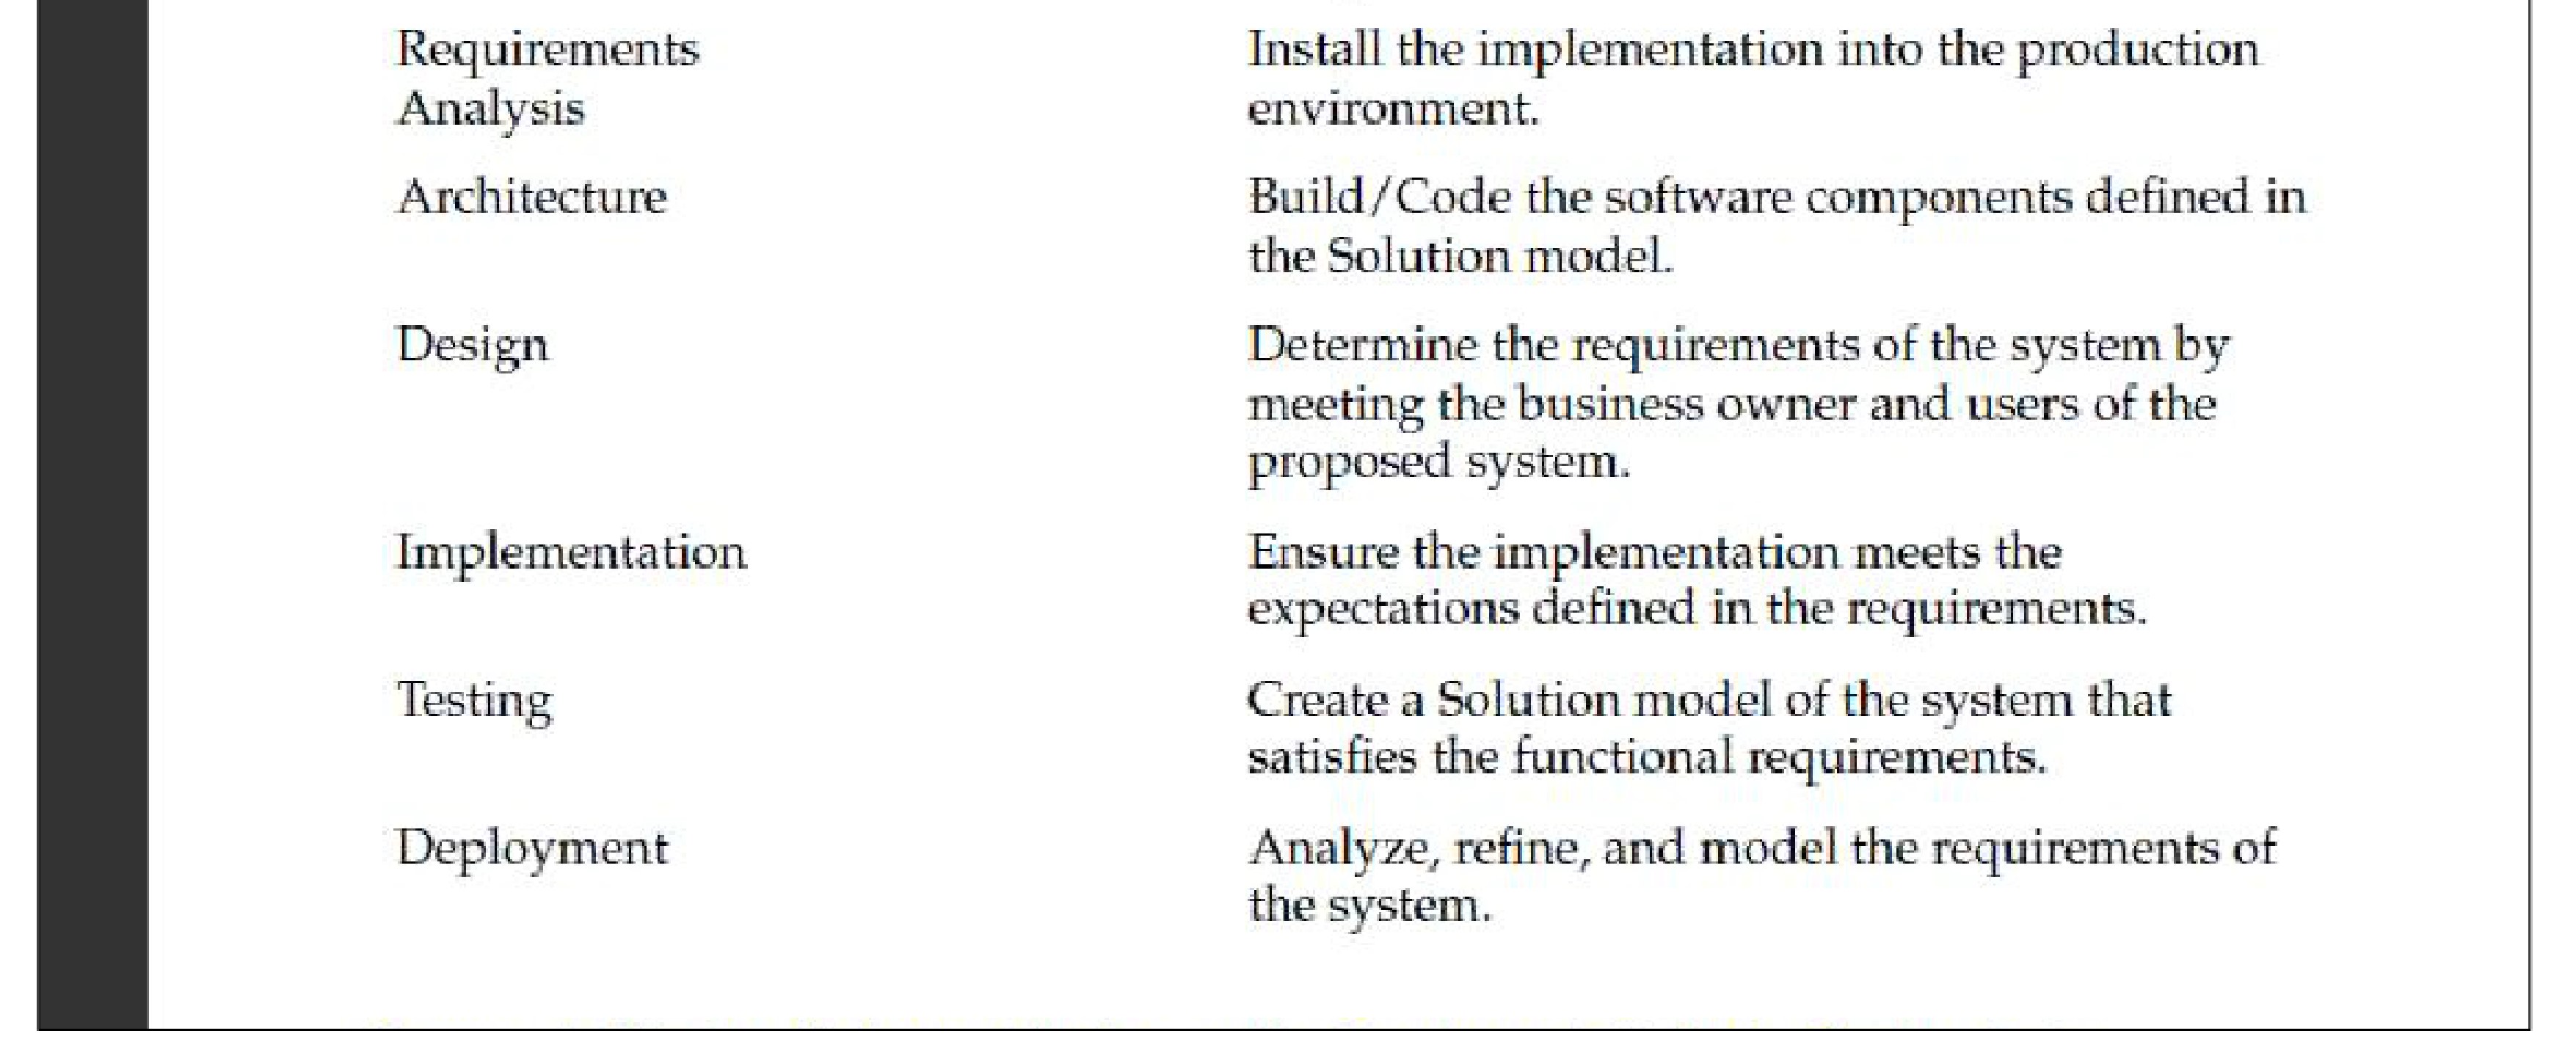 Requirements
Analysis
Install the implementation into the production
environment.
Architecture
Build/Code the software components defined in
the Solution model.
Design
Determine the requirements of the system by
meeting the business owner and users of the
proposed system.
Implementation
Ensure the implementation meets the
expectations defined in the requirements.
Testing
Create a Solution model of the system that
satisfies the functional requirements.
Deployment
Analyze, refine, and model the requirements of
the system.